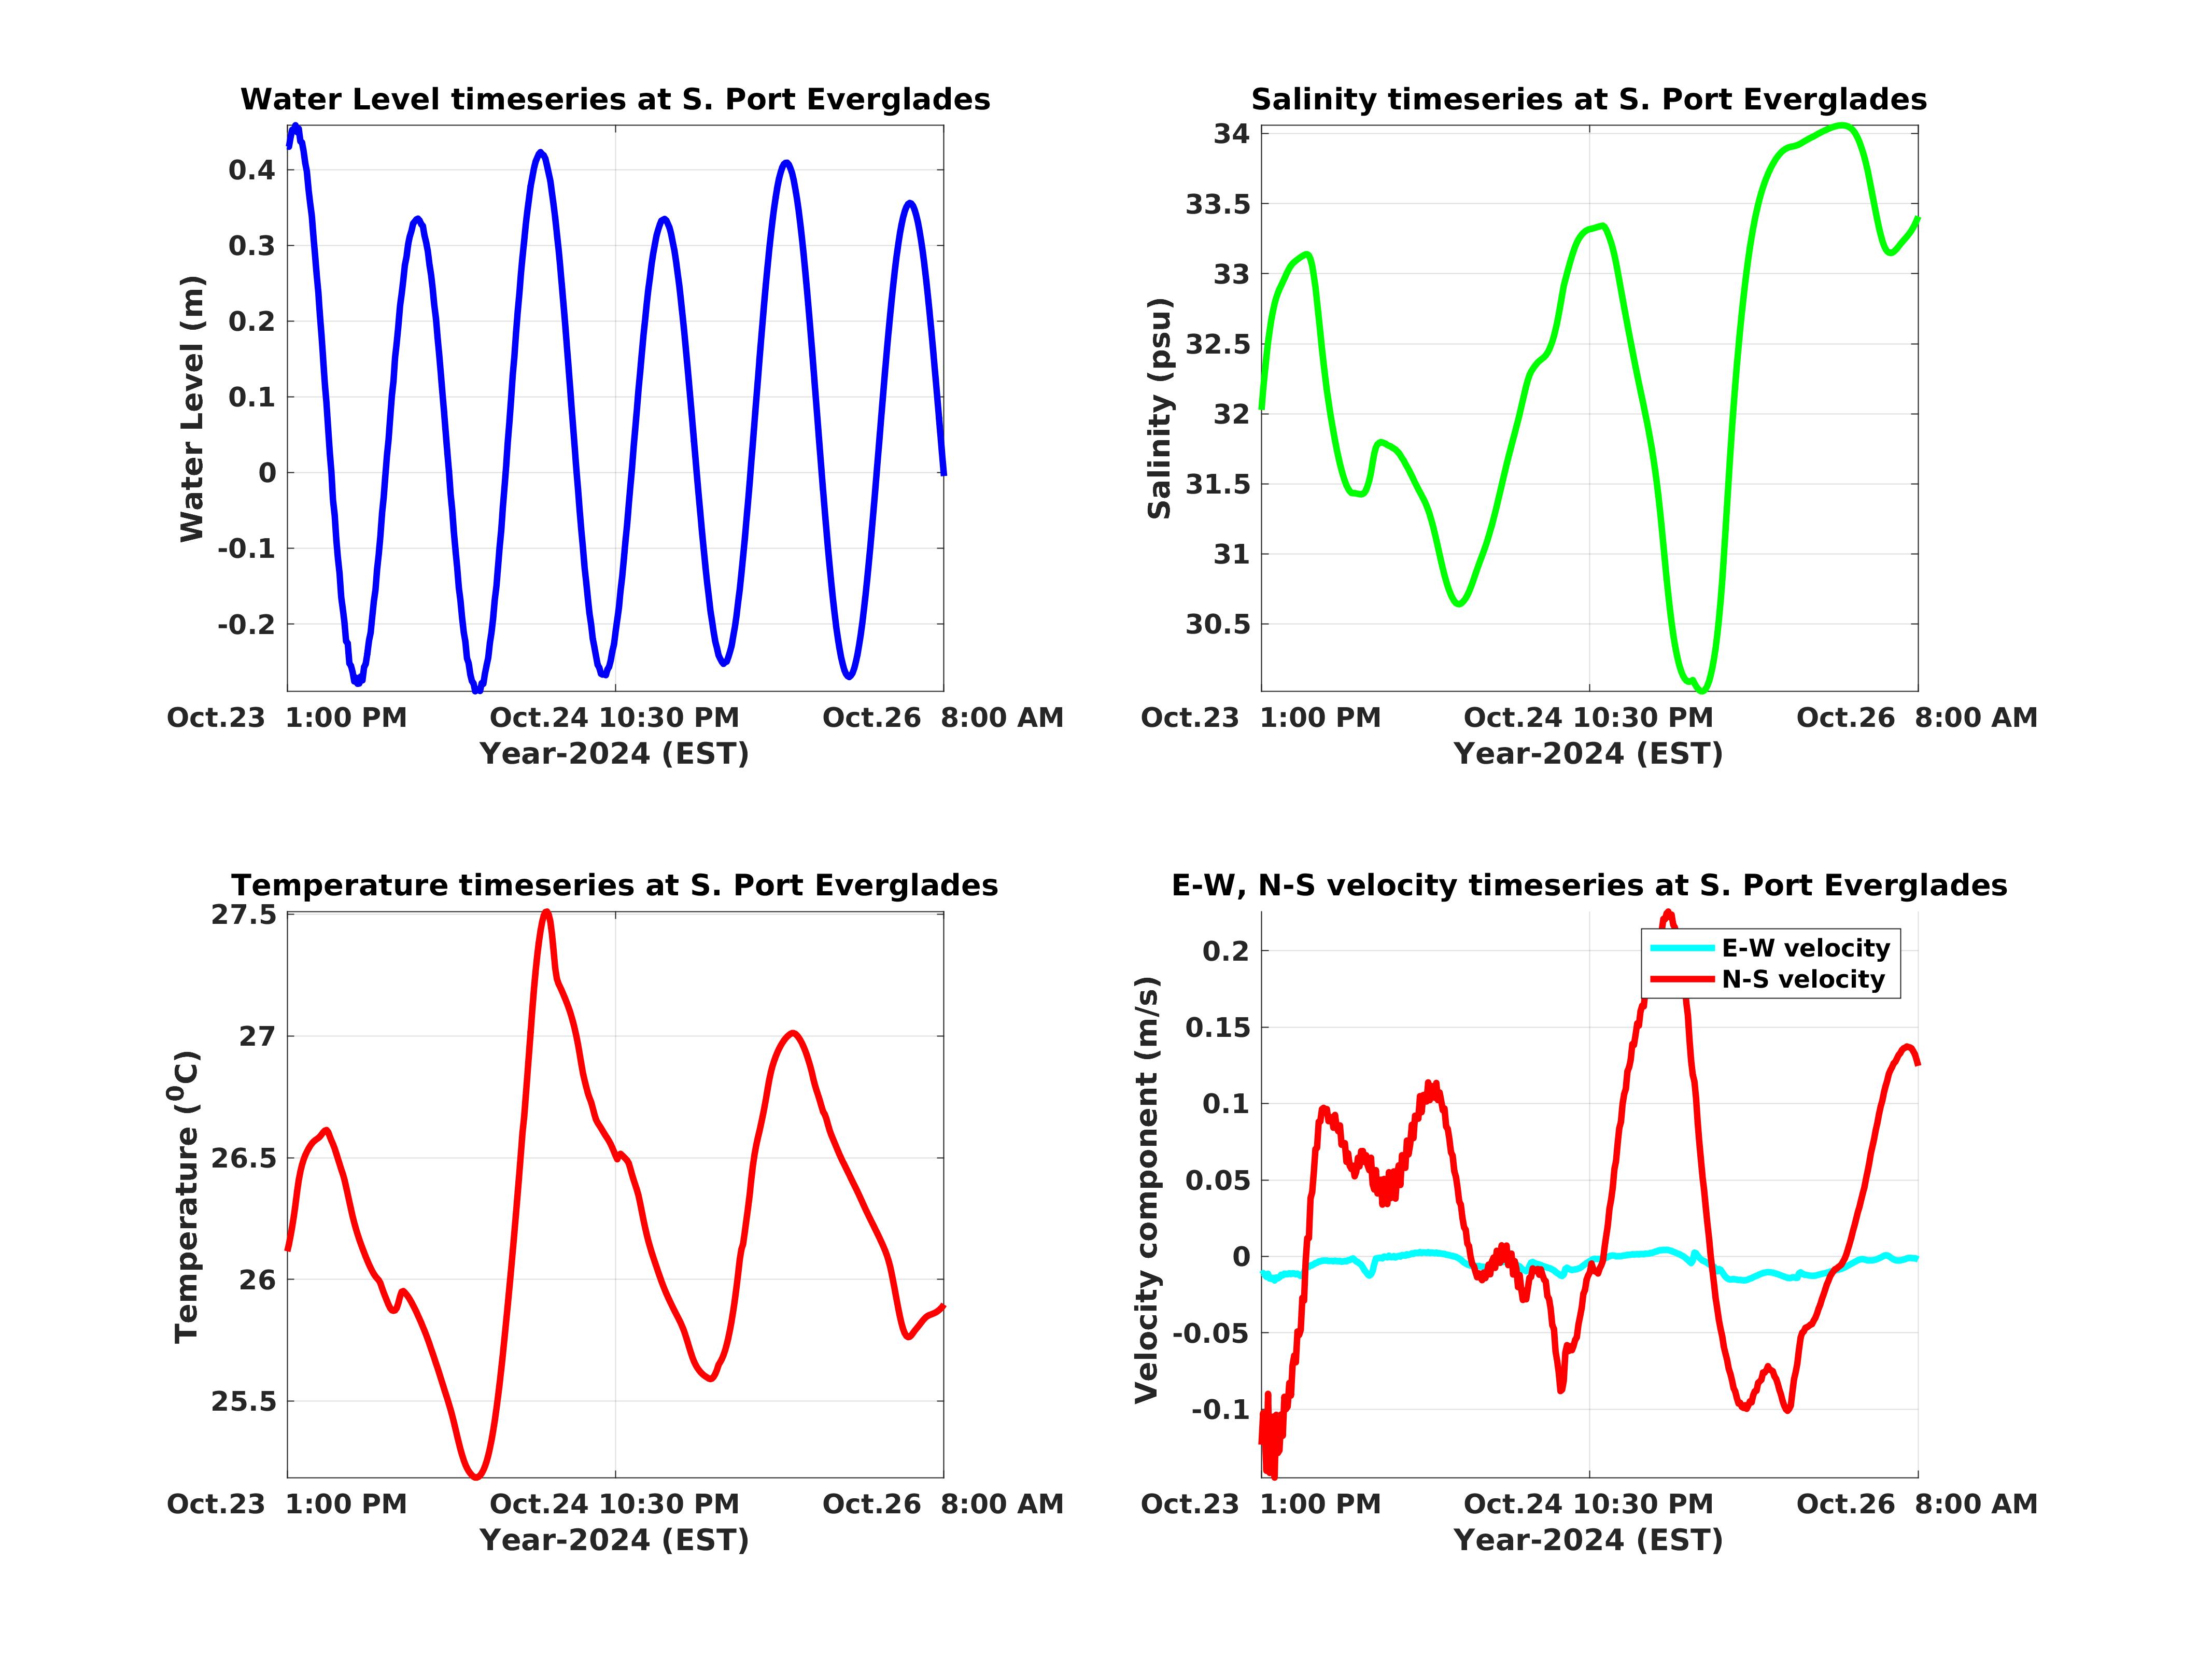 Water Level timeseries at S. Port Everglades
Water Level (m)
0.4
0.3
0.2
0.1
0
-0.1
-0.2
Oct.23 1:00 PM
Oct.24 10:30 PM
Oct.26 8:00 AM
Year-2024 (EST)
Salinity timeseries at S. Port Everglades
Salinity (psu)
34
33.5
33
32.5
32
31.5
31
30.5
Oct.23 1:00 PM
Oct.24 10:30 PM
Oct.26 8:00 AM
Year-2024 (EST)
Temperature timeseries at S. Port Everglades
Temperature (⁰C)
27.5
27
26.5
26
25.5
Oct.23 1:00 PM
Oct.24 10:30 PM
Oct.26 8:00 AM
Year-2024 (EST)
E-W, N-S velocity timeseries at S. Port Everglades
Velocity component (m/s)
0.2
0.15
0.1
0.05
0
-0.05
-0.1
E-W velocity
N-S velocity
Oct.23 1:00 PM
Oct.24 10:30 PM
Oct.26 8:00 AM
Year-2024 (EST)